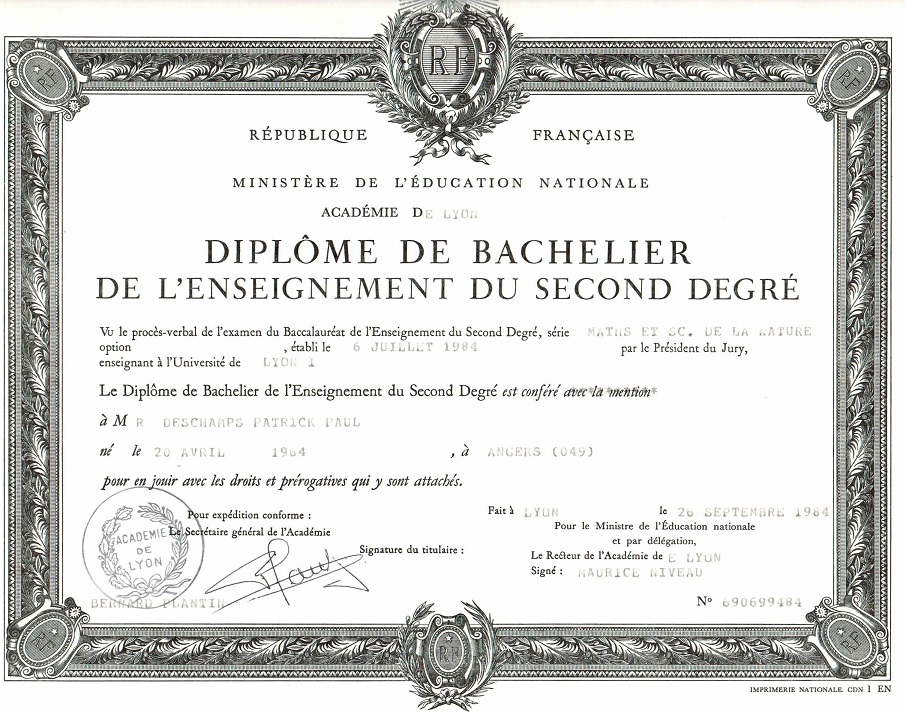 RF
RF
RF
RÉPUBLIQUE FRANÇAISE
MINISTÈRE DE L'ÉDUCATION NATIONALE
ACADÉMIE DE LYON
DIPLÔME DE BACHELIER
DE L'ENSEIGNEMENT DU SECOND DEGRÉ
Vu le procès-verbal de l'examen du Baccalauréat de l'Enseignement du Second Degré, série MATHS ET SC. DE LA NATURE
option , établi le 6 JUILLET 1984 par le Président du Jury,
enseignant à l'Université de LYON I
Le Diplôme de Bachelier de l'Enseignement du Second Degré est conféré avec la mention
à M R DESCHAMPS PATRICK PAUL
né le 20 AVRIL 1964 , à ANGERS (049)
pour en jouir avec les droits et prérogatives qui y sont attachés.
Pour expédition conforme :
Le Secrétaire général de l'Académie
ACADEMIE
DE
LYON
BERNARD PLANTIN
Signature du titulaire :
Fait à LYON le 26 SEPTEMBRE 1984
Pour le Ministre de l'Éducation nationale
et par délégation,
Le Recteur de l'Académie de E LYON
Signé : MAURICE NIVEAU
Nº 690699484
RF
RF
RF
IMPRIMERIE NATIONALE. CDN 1 EN